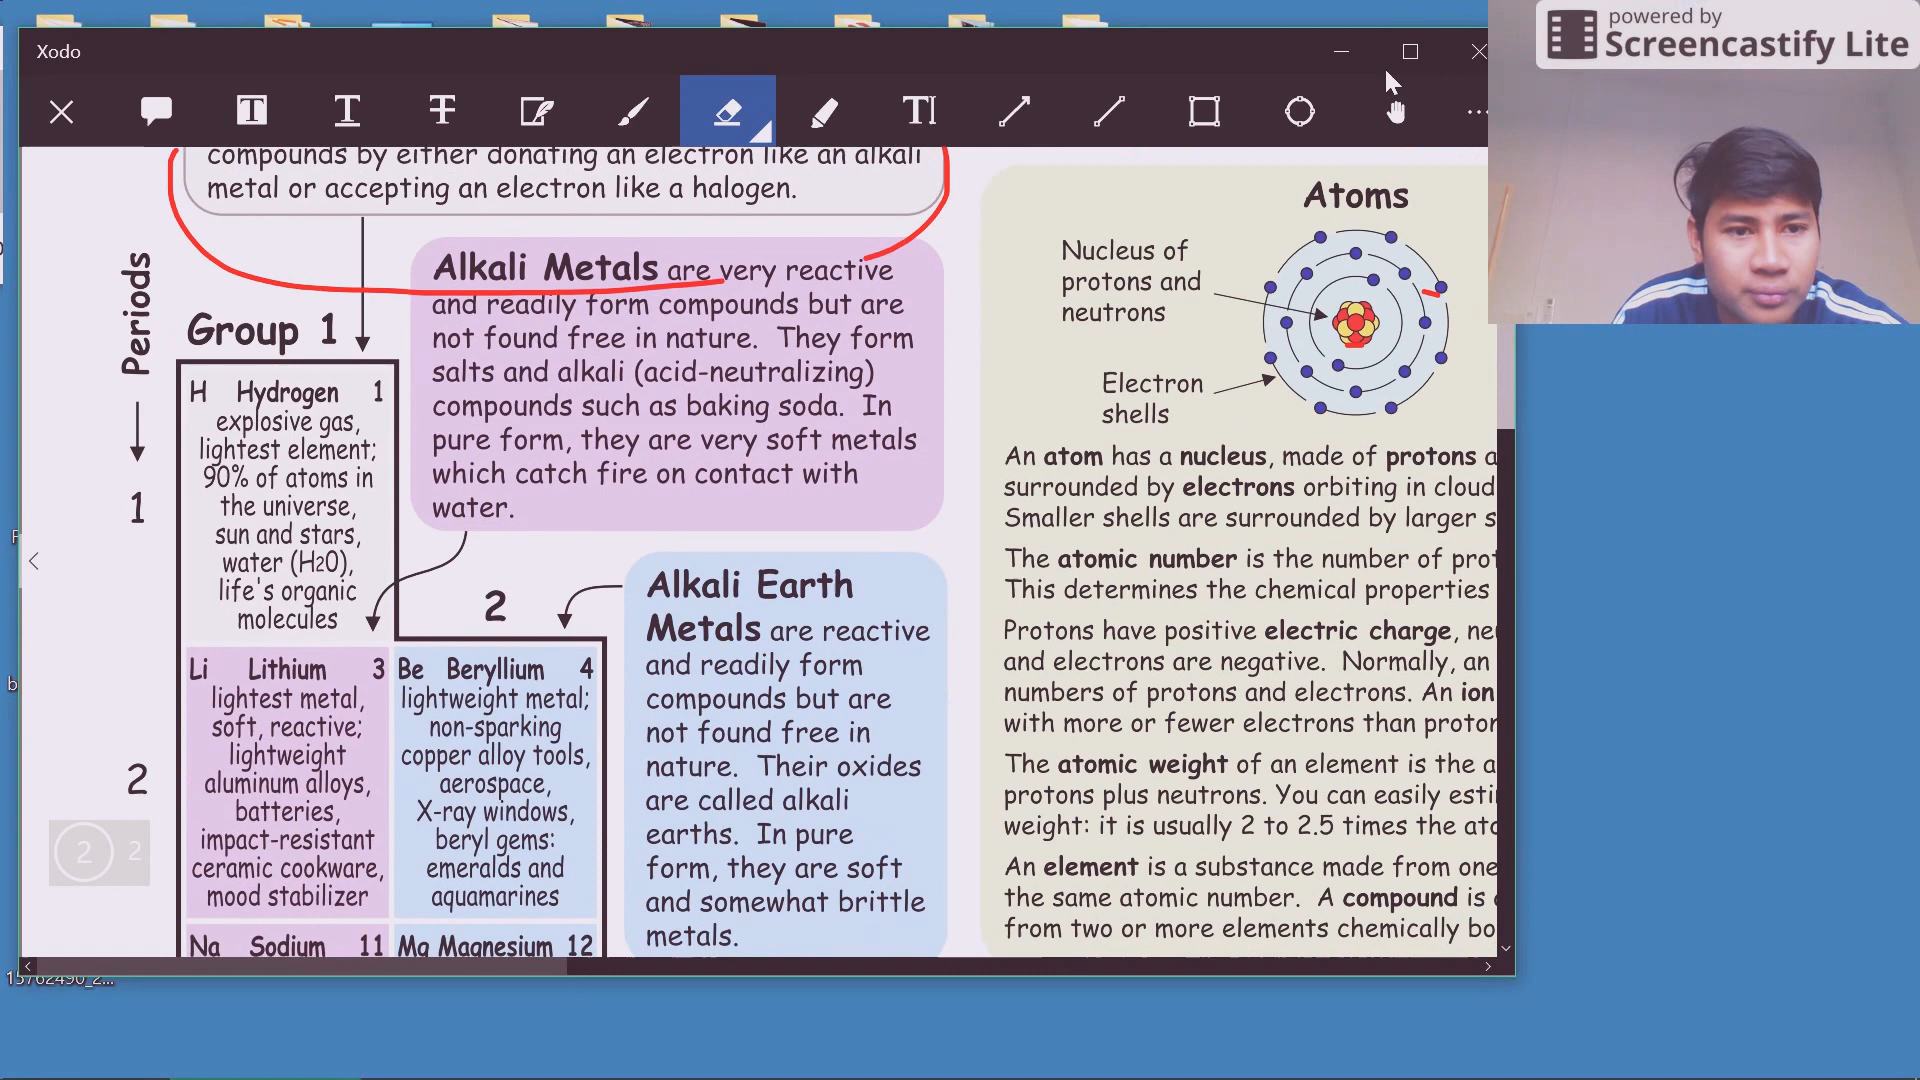 powered by
Screencastify Lite
Xodo
compounds by either donating an electron like an alkali
metal or accepting an electron like a halogen.
Periods
1
2
Group 1
H Hydrogen 1
explosive gas,
lightest element;
90% of atoms in
the universe,
sun and stars,
water (H2O),
life's organic
molecules
Alkali Metals are very reactive
and readily form compounds but are
not found free in nature. They form
salts and alkali (acid-neutralizing)
compounds such as baking soda. In
pure form, they are very soft metals
which catch fire on contact with
water.
2
Li Lithium 3
lightest metal,
soft, reactive;
lightweight
aluminum alloys,
batteries,
impact-resistant
ceramic cookware,
mood stabilizer
Be Beryllium 4
lightweight metal;
non-sparking
copper alloy tools,
aerospace,
X-ray windows,
beryl gems:
emeralds and
aquamarines
Na Sodium 11
Mg Magnesium 12
Alkali Earth
Metals are reactive
and readily form
compounds but are
not found free in
nature. Their oxides
are called alkali
earths. In pure
form, they are soft
and somewhat brittle
metals.
Atoms
Nucleus of
protons and
neutrons
Electron
shells
An atom has a nucleus, made of protons a
surrounded by electrons orbiting in cloud
Smaller shells are surrounded by larger s
The atomic number is the number of prot
This determines the chemical properties
Protons have positive electric charge, neu
and electrons are negative. Normally, an
numbers of protons and electrons. An ion
with more or fewer electrons than proton
The atomic weight of an element is the a
protons plus neutrons. You can easily esti
weight: it is usually 2 to 2.5 times the ato
An element is a substance made from one
the same atomic number. A compound is
from two or more elements chemically bo
2 2